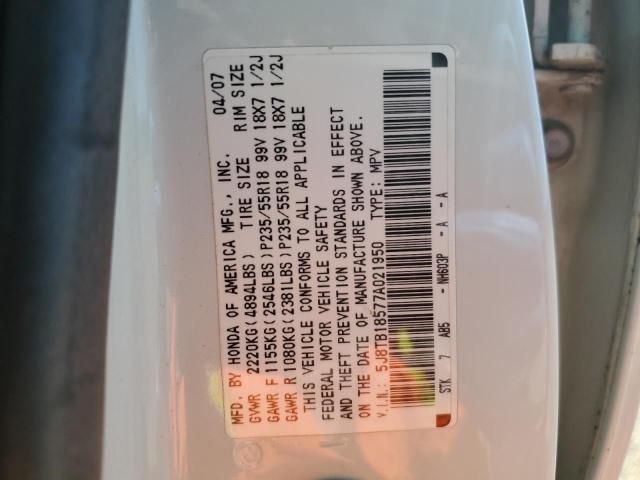 MFD. BY HONDA OF AMERICA MFG., INC. 04/07
GVWR 2220KG(4894LBS) TIRE SIZE RIM SIZE
GAWR F 1155KG(2546LBS)P235/55R18 99V 18X7 1/2J
GAWR R 1080KG(2381LBS)P235/55R18 99V 18X7 1/2J
THIS VEHICLE CONFORMS TO ALL APPLICABLE
FEDERAL MOTOR VEHICLE SAFETY
AND THEFT PREVENTION STANDARDS IN EFFECT
ON THE DATE OF MANUFACTURE SHOWN ABOVE.
V.I.N.: 5J8TB18577A021950 TYPE: MPV
STK 7 AB5 - NH603P - A - A